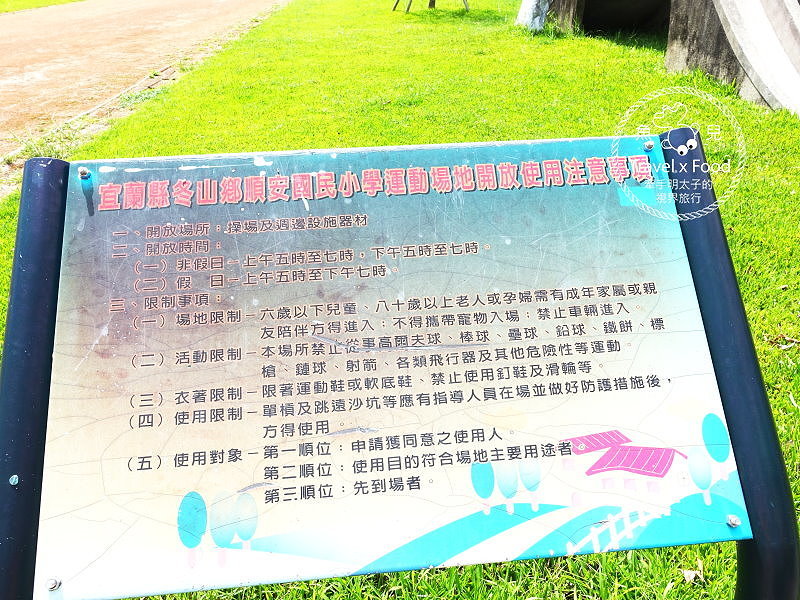 宜蘭縣冬山鄉順安國民小學運動場地開放使用注意事項
一、開放場所：操場及週邊設施器材
二、開放時間：
（一）非假日－上午五時至七時，下午五時至七時。
（二）假　日－上午五時至下午七時。
三、限制事項：
（一）場地限制－六歲以下兒童、八十歲以上老人或孕婦需有成年家屬或親
友陪伴方得進入；不得攜帶寵物入場；禁止車輛進入。
（二）活動限制－本場所禁止從事高爾夫球、棒球、壘球、鉛球、鐵餅、標
槍、鏈球、射箭、各類飛行器及其他危險性等運動。
（三）衣著限制－限著運動鞋或軟底鞋、禁止使用釘鞋及滑輪等。
（四）使用限制－單槓及跳遠沙坑等應有指導人員在場並做好防護措施後，
方得使用。
（五）使用對象－第一順位：申請獲同意之使用人。
第二順位：使用目的符合場地主要用途者。
第三順位：先到場者。
Travel x Food
牽手明太子的
視界旅行